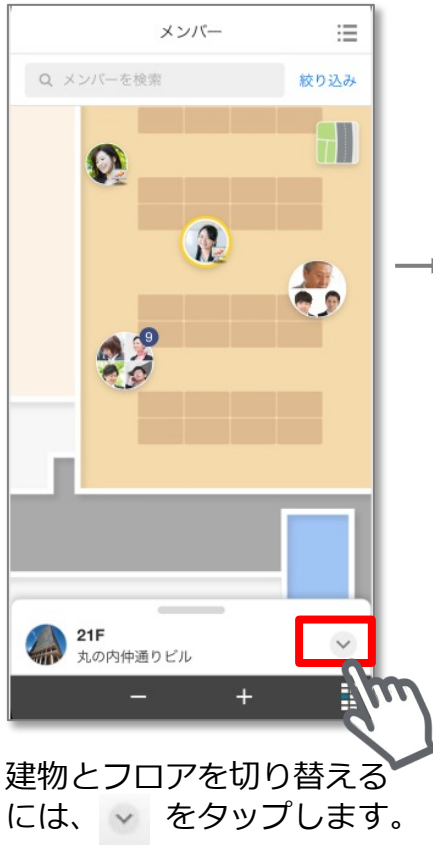 メンバー
メンバーを検索
絞り込み
9
21F
丸の内仲通りビル
− +
建物とフロアを切り替える
には、 をタップします。